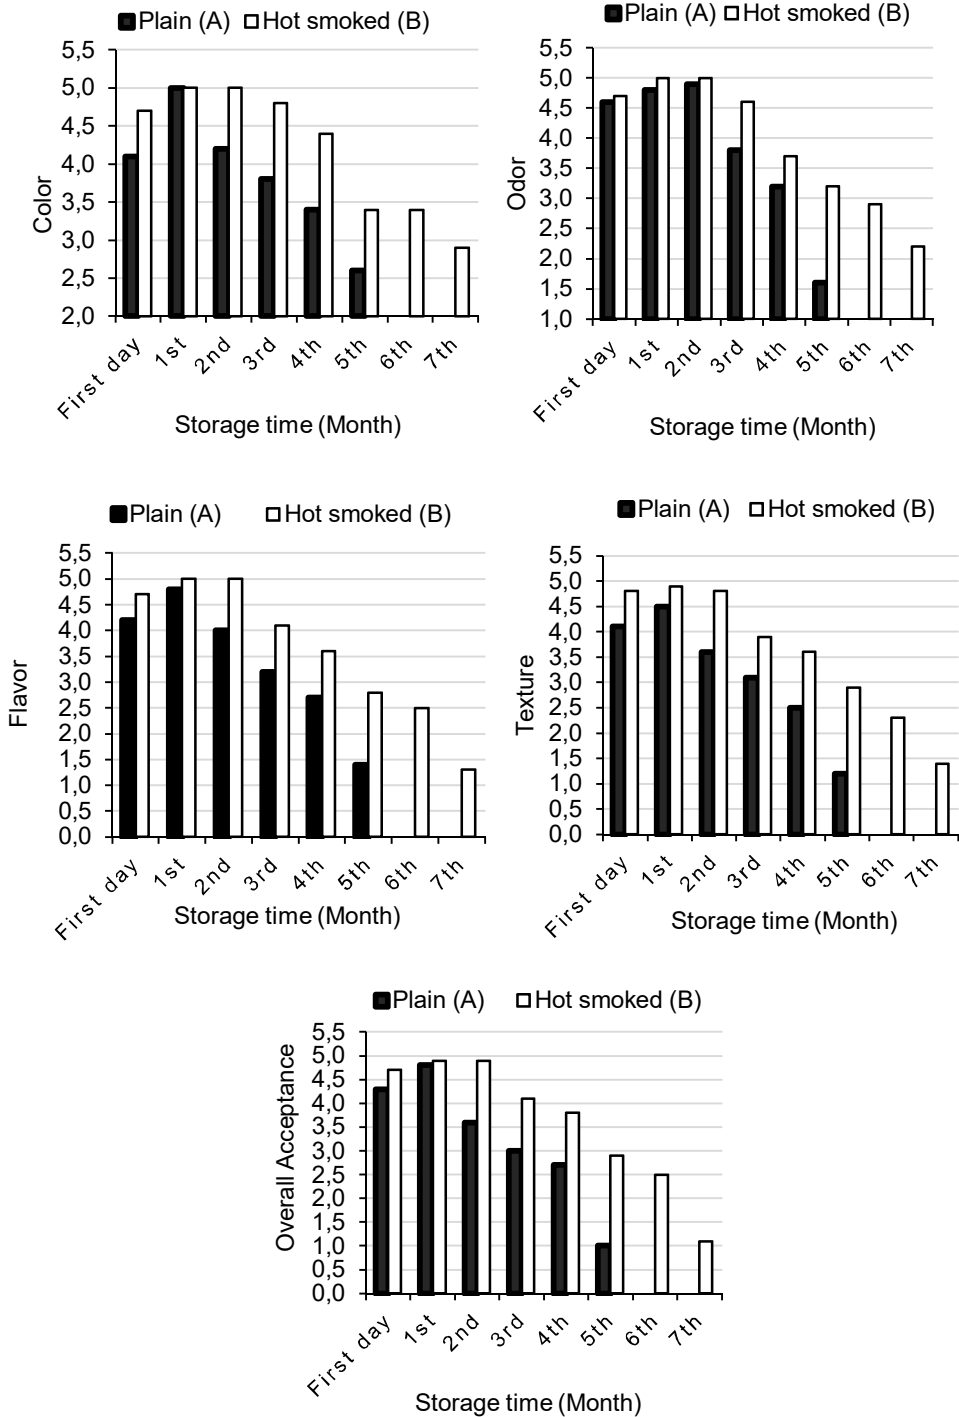 Plain (A) Hot smoked (B)
5,5
5,0
4,5
4,0
3,5
3,0
2,5
2,0
Color
First day 1st 2nd 3rd 4th 5th 6th 7th
Storage time (Month)
Plain (A) Hot smoked (B)
5,5
5,0
4,5
4,0
3,5
3,0
2,5
2,0
1,5
1,0
Odor
First day 1st 2nd 3rd 4th 5th 6th 7th
Storage time (Month)
Plain (A) Hot smoked (B)
5,5
5,0
4,5
4,0
3,5
3,0
2,5
2,0
1,5
1,0
0,5
0,0
Flavor
First day 1st 2nd 3rd 4th 5th 6th 7th
Storage time (Month)
Plain (A) Hot smoked (B)
5,5
5,0
4,5
4,0
3,5
3,0
2,5
2,0
1,5
1,0
0,5
0,0
Texture
First day 1st 2nd 3rd 4th 5th 6th 7th
Storage time (Month)
Plain (A) Hot smoked (B)
5,5
5,0
4,5
4,0
3,5
3,0
2,5
2,0
1,5
1,0
0,5
0,0
Overall Acceptance
First day 1st 2nd 3rd 4th 5th 6th 7th
Storage time (Month)